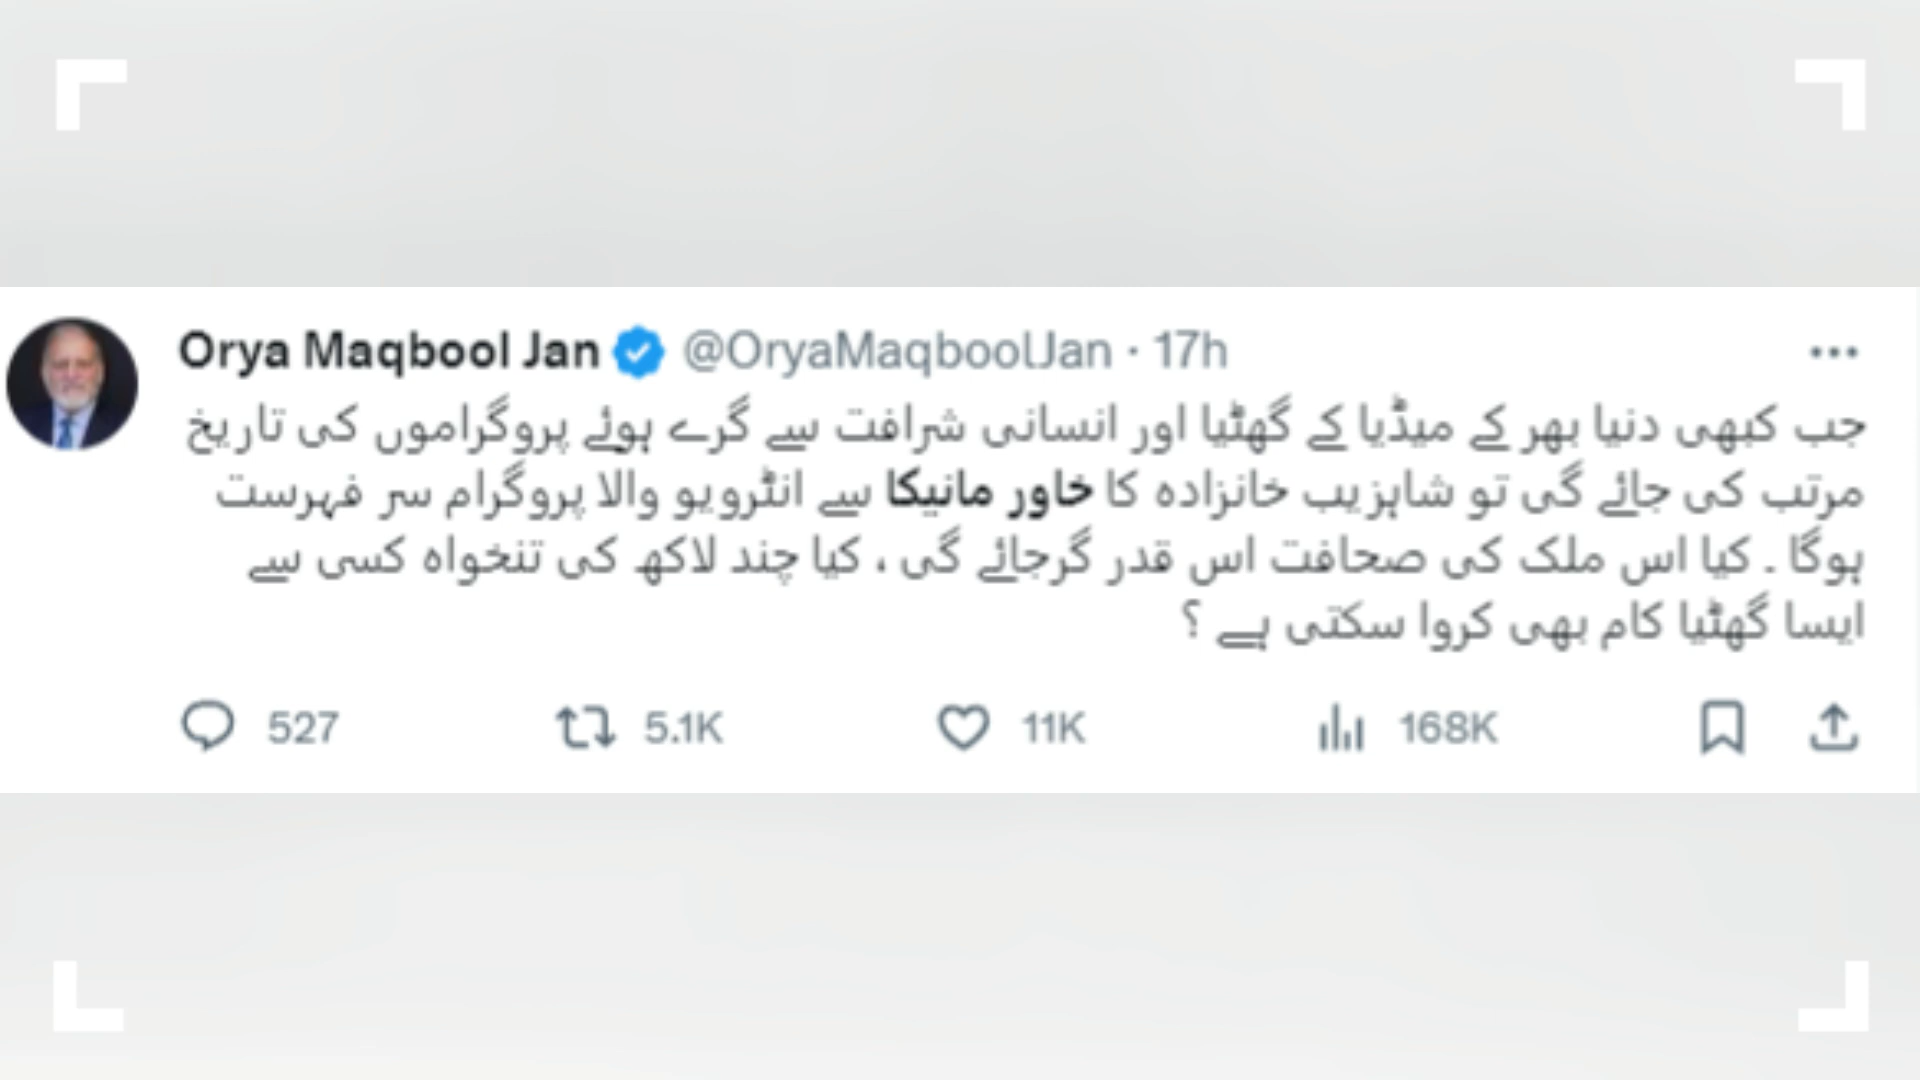 Orya Maqbool Jan @OryaMaqboolJan · 17h
جب کبھی دنیا بھر کے میڈیا کے گھٹیا اور انسانی شرافت سے گرے ہوئے پروگراموں کی تاریخ
مرتب کی جائے گی تو شاہزیب خانزادہ کا خاور مانیکا سے انٹرویو والا پروگرام سر فہرست
ہوگا ۔ کیا اس ملک کی صحافت اس قدر گرجائے گی ، کیا چند لاکھ کی تنخواہ کسی سے
ایسا گھٹیا کام بھی کروا سکتی ہے ؟
527 5.1K 11K 168K